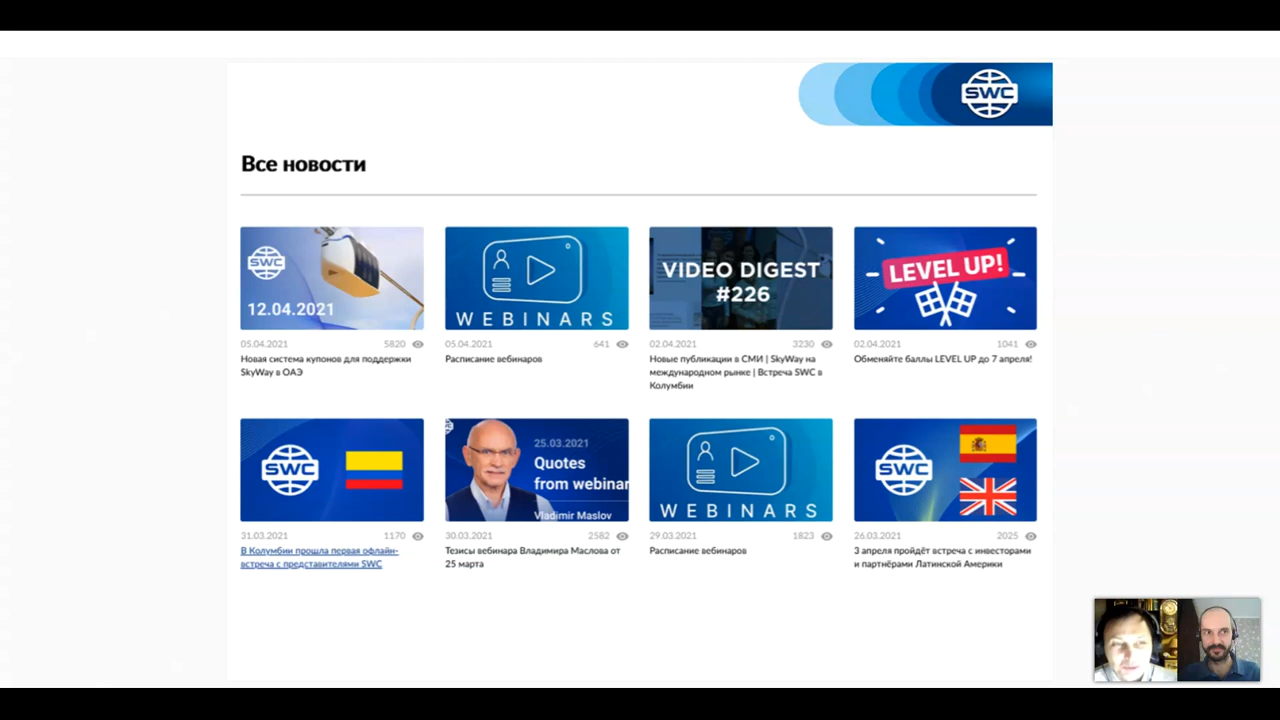 SWC
Все новости
SWC
12.04.2021
WEBINARS
VIDEO DIGEST
#226
LEVEL UP!
05.04.2021 5820
05.04.2021 641
02.04.2021 3230
02.04.2021 1041
Новая система купонов для поддержки
SkyWay в ОАЭ
Расписание вебинаров
Новые публикации в СМИ | SkyWay на
международном рынке | Встреча SWC в
Колумбии
Обменяйте баллы LEVEL UP до 7 апреля!
SWC
25.03.2021
Quotes
from webinar
Vladimir Maslov
WEBINARS
SWC
31.03.2021 1170
30.03.2021 2582
29.03.2021 1823
26.03.2021 2025
В Колумбии прошла первая офлайн-
встреча с представителями SWC
Тезисы вебинара Владимира Маслова от
25 марта
Расписание вебинаров
3 апреля пройдёт встреча с инвесторами
и партнёрами Латинской Америки